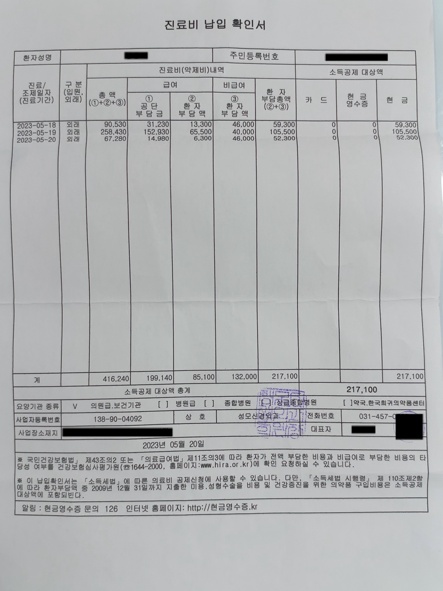 진료비 납입 확인서
환자성명 주민등록번호
진료/조제일자(진료기간) 구분(입원,외래) 진료비(약제비)내역 소득공제 대상액
총액(①+②+③) 급여 비급여 환자부담총액(②+③) 카드 현금영수증 현금
①공단부담금 ②환자부담액 ③환자부담액
2023-05-18 외래 90,530 31,230 13,300 46,000 59,300 0 0 59,300
2023-05-19 외래 258,430 152,930 65,500 40,000 105,500 0 0 105,500
2023-05-20 외래 67,280 14,980 6,300 46,000 52,300 0 0 52,300
계 416,240 199,140 85,100 132,000 217,100 217,100
소득공제 대상액 총계 217,100
요양기관 종류 V 의원급,보건기관 [ ] 병원급 [ ] 종합병원 [ ] 상급종합병원 [ ] 약국,한국희귀의약품센터
사업자등록번호 138-90-04092 상 호 전화번호 031-457-
사업장소재지 대표자
2023년 05월 20일
※ 국민건강보험법」 제43조의2 또는 「의료급여법」제11조의3에 따라 환자가 전액 부담한 비용과 비급여로 부담한 비용의 타당성 여부를 건강보험심사평가원(☎1644-2000, 홈페이지:www.hira.or.kr)에 확인 요청하실 수 있습니다.
※ 이 납입확인서는 「소득세법」에 따른 의료비 공제신청에 사용할 수 있습니다. 다만, 「소득세법 시행령」 제 110조제2항에 따라 환자부담액 중 2009년 12월 31일까지 지출한 미용,성형수술을 비용 및 건강증진을 위한 의약품 구입비용은 소득공제 대상액에 포함된다.
알림 : 현금영수증 문의 126 인터넷 홈페이지: http://현금영수증.kr